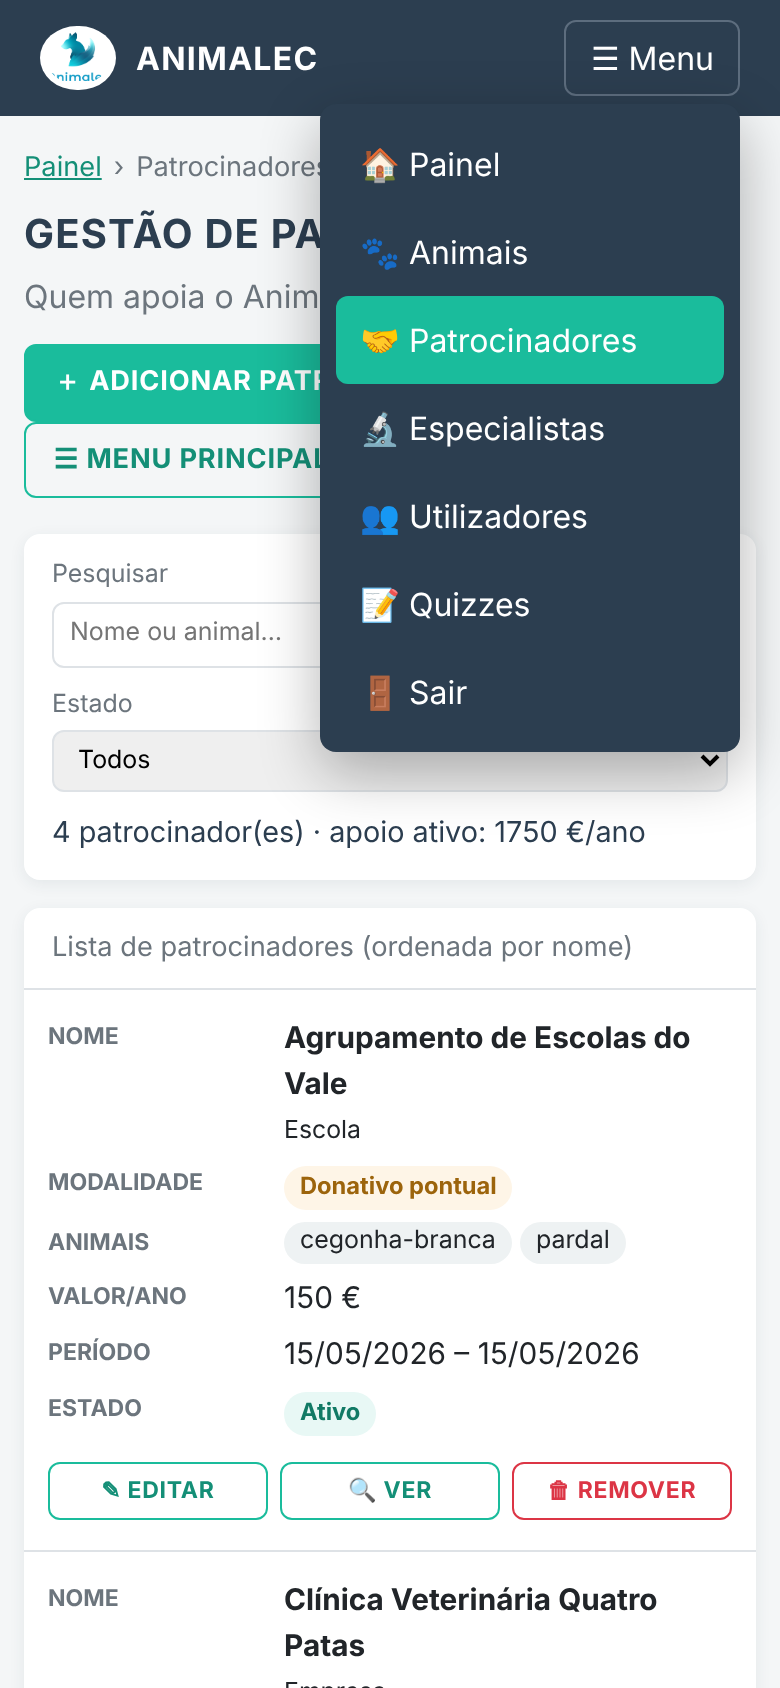 ANIMALEC
☰ Menu
Painel › Patrocinadores
🏠 Painel
GESTÃO DE PA
🐾 Animais
Quem apoia o Anim
🤝 Patrocinadores
+ ADICIONAR PATR
🔬 Especialistas
☰ MENU PRINCIPAL
👥 Utilizadores
Pesquisar
📝 Quizzes
Nome ou animal...
🚪 Sair
Estado
Todos
4 patrocinador(es) · apoio ativo: 1750 €/ano
Lista de patrocinadores (ordenada por nome)
NOME
Agrupamento de Escolas do
Vale
Escola
MODALIDADE
Donativo pontual
ANIMAIS
cegonha-branca pardal
VALOR/ANO
150 €
PERÍODO
15/05/2026 – 15/05/2026
ESTADO
Ativo
✎ EDITAR
🔍 VER
🗑 REMOVER
NOME
Clínica Veterinária Quatro
Patas
Empresa